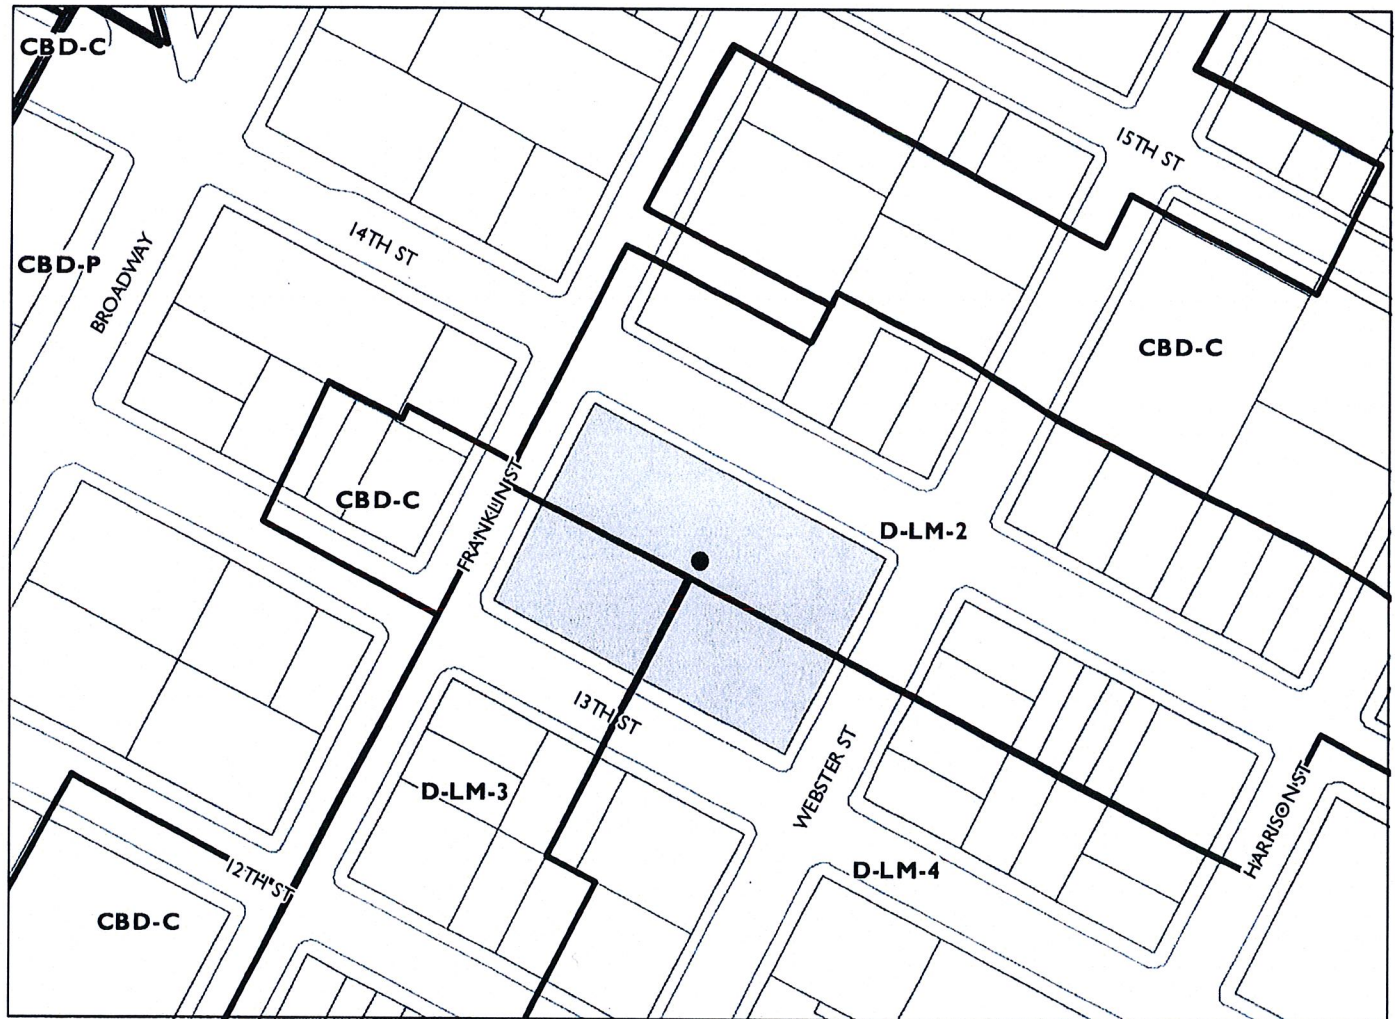 CBD-C
15TH ST
14TH ST
CBD-P
BROADWAY
CBD-C
CBD-C
FRANKLIN ST
D-LM-2
13TH ST
WEBSTER ST
D-LM-3
HARRISON ST
D-LM-4
12TH ST
CBD-C